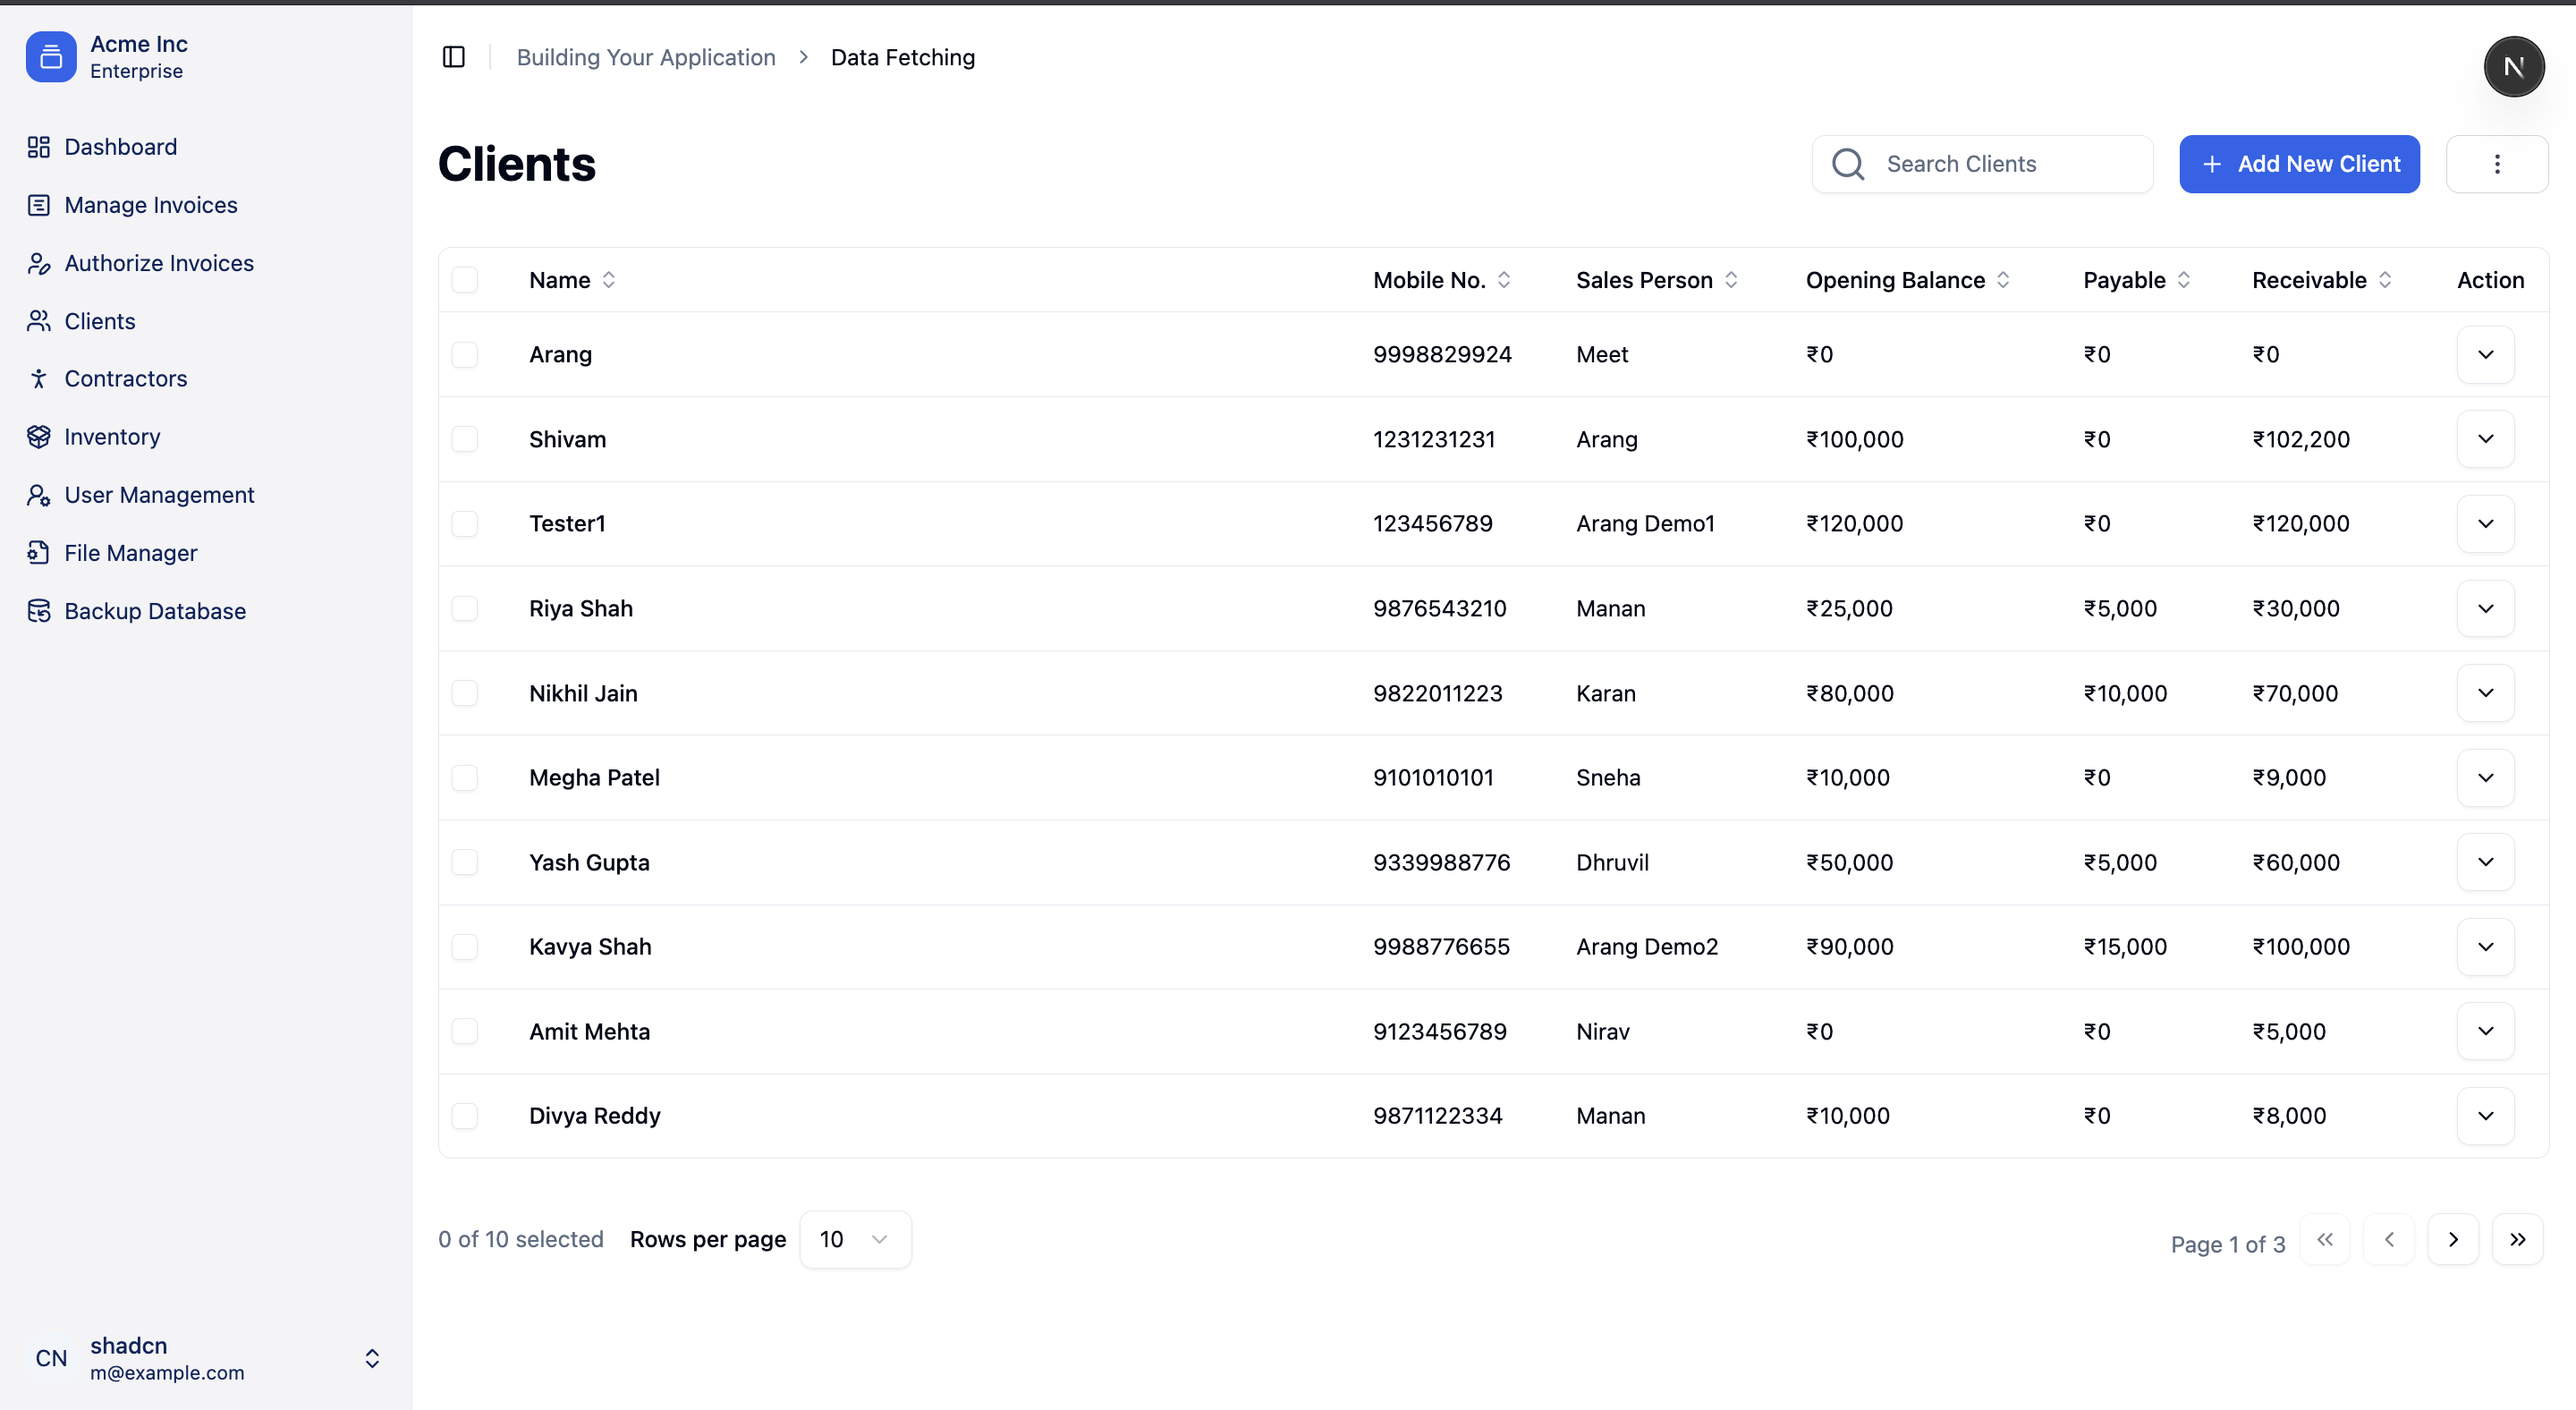 Acme Inc
Enterprise
Dashboard
Manage Invoices
Authorize Invoices
Clients
Contractors
Inventory
User Management
File Manager
Backup Database
CN
shadcn
m@example.com
Building Your Application > Data Fetching
N
Clients
Search Clients
+ Add New Client
Name Mobile No. Sales Person Opening Balance Payable Receivable Action
Arang 9998829924 Meet ₹0 ₹0 ₹0
Shivam 1231231231 Arang ₹100,000 ₹0 ₹102,200
Tester1 123456789 Arang Demo1 ₹120,000 ₹0 ₹120,000
Riya Shah 9876543210 Manan ₹25,000 ₹5,000 ₹30,000
Nikhil Jain 9822011223 Karan ₹80,000 ₹10,000 ₹70,000
Megha Patel 9101010101 Sneha ₹10,000 ₹0 ₹9,000
Yash Gupta 9339988776 Dhruvil ₹50,000 ₹5,000 ₹60,000
Kavya Shah 9988776655 Arang Demo2 ₹90,000 ₹15,000 ₹100,000
Amit Mehta 9123456789 Nirav ₹0 ₹0 ₹5,000
Divya Reddy 9871122334 Manan ₹10,000 ₹0 ₹8,000
0 of 10 selected Rows per page 10 Page 1 of 3